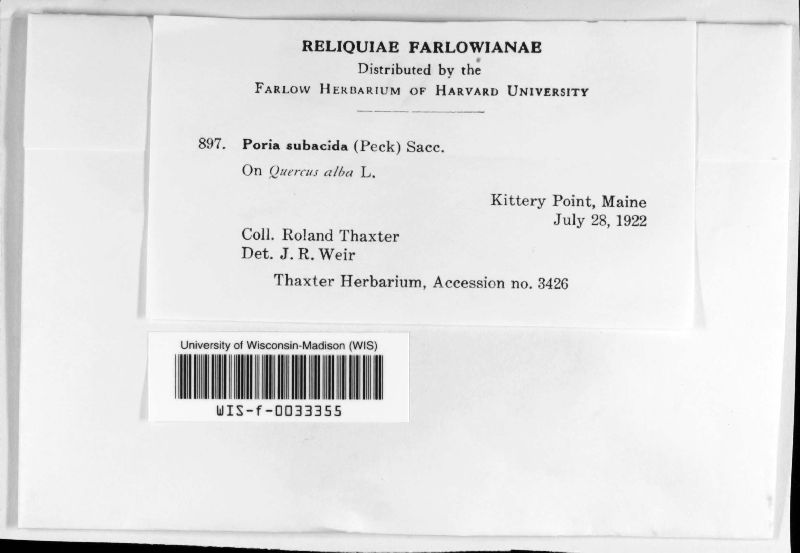 RELIQUIAE FARLOWIANAE
Distributed by the
FARLOW HERBARIUM OF HARVARD UNIVERSITY
897. Poria subacida (Peck) Sacc.
On Quercus alba L.
Kittery Point, Maine
July 28, 1922
Coll. Roland Thaxter
Det. J. R. Weir
Thaxter Herbarium, Accession no. 3426
University of Wisconsin-Madison (WIS)
WIS-f-0033355